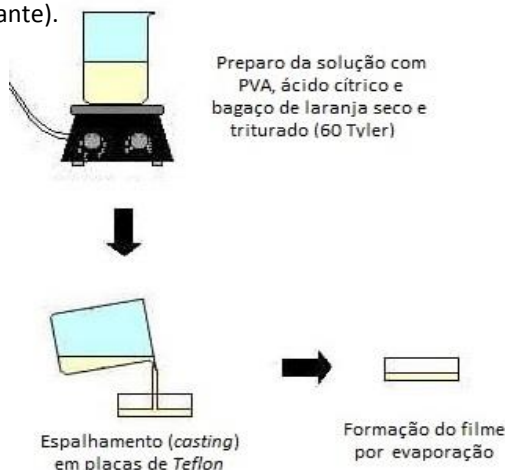 ante).
Preparo da solução com
PVA, ácido cítrico e
bagaço de laranja seco e
triturado (60 Tyler)
Espalhamento (casting)
em placas de Teflon
Formação do filme
por evaporação